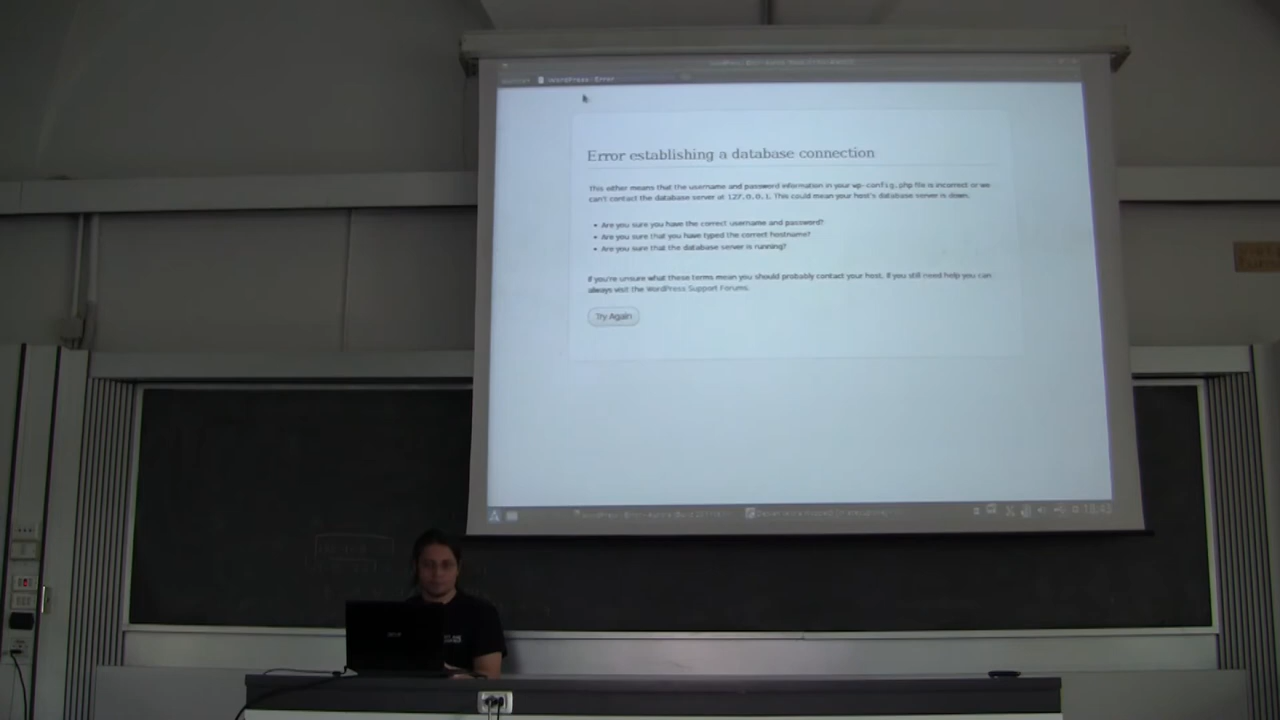 WordPress › Error
Error establishing a database connection
This either means that the username and password information in your wp-config.php file is incorrect or we
can't contact the database server at 127.0.0.1. This could mean your host's database server is down.
Are you sure you have the correct username and password?
Are you sure that you have typed the correct hostname?
Are you sure that the database server is running?
If you're unsure what these terms mean you should probably contact your host. If you still need help you can
always visit the WordPress Support Forums.
Try Again
18:43
acer